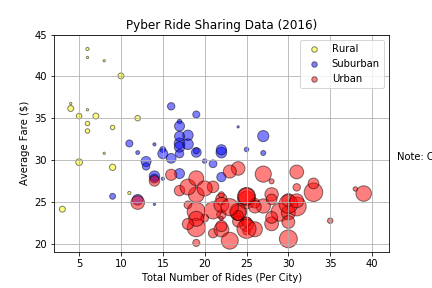 Pyber Ride Sharing Data (2016)
45
40
35
30
25
20
Average Fare ($)
5
10
15
20
25
30
35
40
Total Number of Rides (Per City)
Rural
Suburban
Urban
Note: C